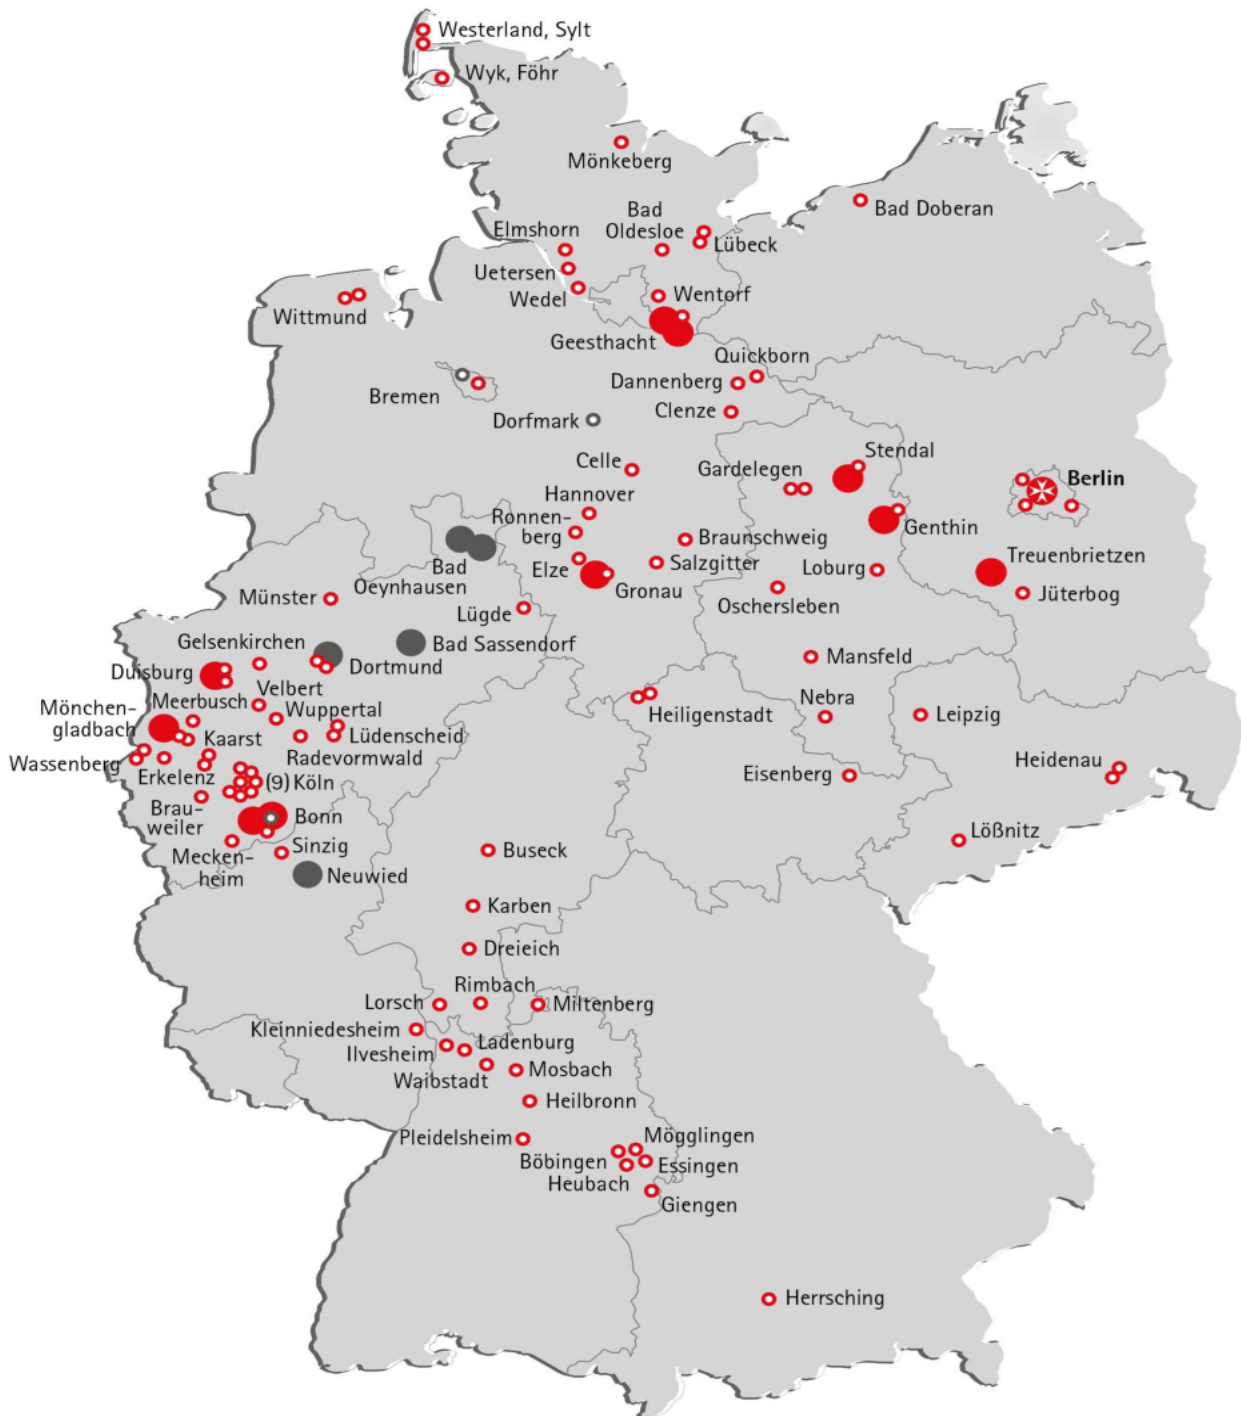 Westerland, Sylt
Wyk, Föhr
Mönkeberg
Bad Doberan
Bad
Oldesloe
Elmshorn
Lübeck
Uetersen
Wedel
Wentorf
Wittmund
Geesthacht
Quickborn
Dannenberg
Bremen
Clenze
Dorfmark
Stendal
Celle
Gardelegen
Berlin
Hannover
Ronnen-
berg
Genthin
Braunschweig
Bad
Oeynhausen
Elze
Salzgitter
Loburg
Treuenbrietzen
Gronau
Münster
Oschersleben
Jüterbog
Lügde
Gelsenkirchen
Bad Sassendorf
Duisburg
Dortmund
Mansfeld
Velbert
Meerbusch
Mönchen-
gladbach
Wuppertal
Heiligenstadt
Nebra
Leipzig
Kaarst
Lüdenscheid
Radevormwald
Wassenberg
Erkelenz
(9) Köln
Eisenberg
Heidenau
Brau-
weiler
Bonn
Sinzig
Lößnitz
Buseck
Mecken-
heim
Neuwied
Karben
Dreieich
Rimbach
Lorsch
Miltenberg
Kleinniedesheim
Ladenburg
Ilvesheim
Waibstadt
Mosbach
Heilbronn
Pleidelsheim
Mögglingen
Böbingen
Essingen
Heubach
Giengen
Herrsching